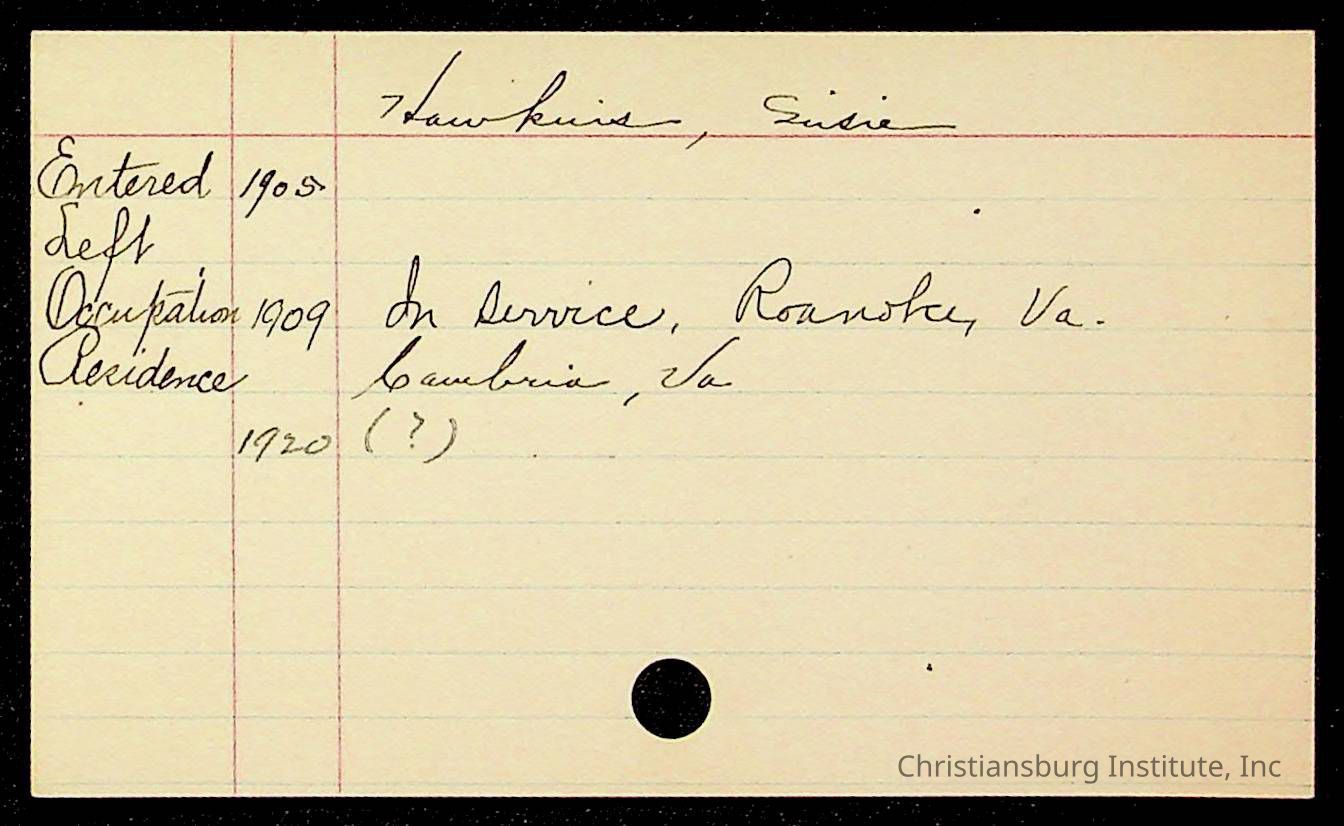 Hawkins, Susie
Entered 1905
Left
Occupation 1909 In service, Roanoke, Va.
Residence Cambria, Va
1920 (?)
Christiansburg Institute, Inc